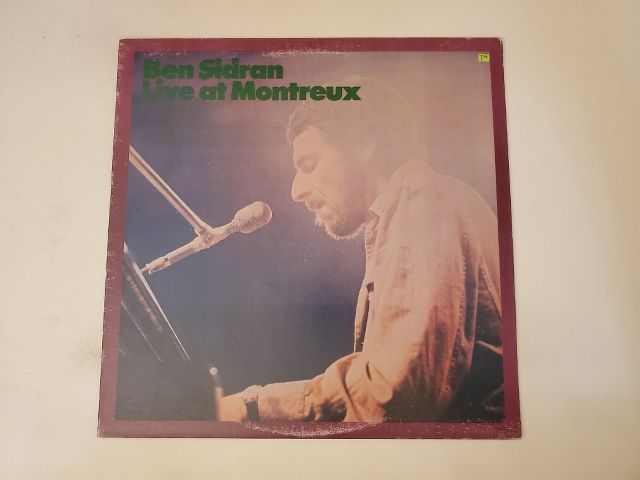 Ben Sidran
Live at Montreux